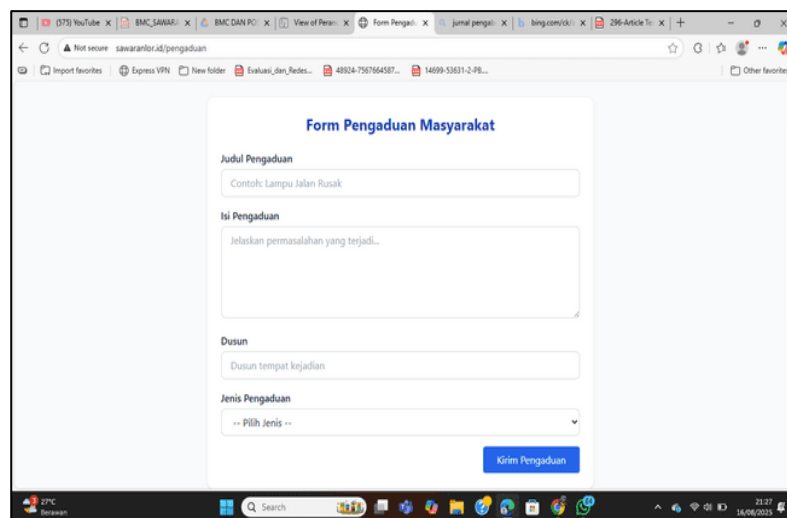 (573) YouTube
BMC_SAWARA
BMC DAN PO
View of Peran
Form Pengad
jurnal pengab
bing.com/ck/
296-Article Te
Not secure sawaranlor.id/pengaduan
Import favorites Express VPN New folder Evaluasi_dan_Redes... 48924-7567664587... 14699-53631-2-PB.... Other favorites
Form Pengaduan Masyarakat
Judul Pengaduan
Contoh: Lampu Jalan Rusak
Isi Pengaduan
Jelaskan permasalahan yang terjadi...
Dusun
Dusun tempat kejadian
Jenis Pengaduan
-- Pilih Jenis --
Kirim Pengaduan
27°C
Berawan
Search
21:27
16/08/2025